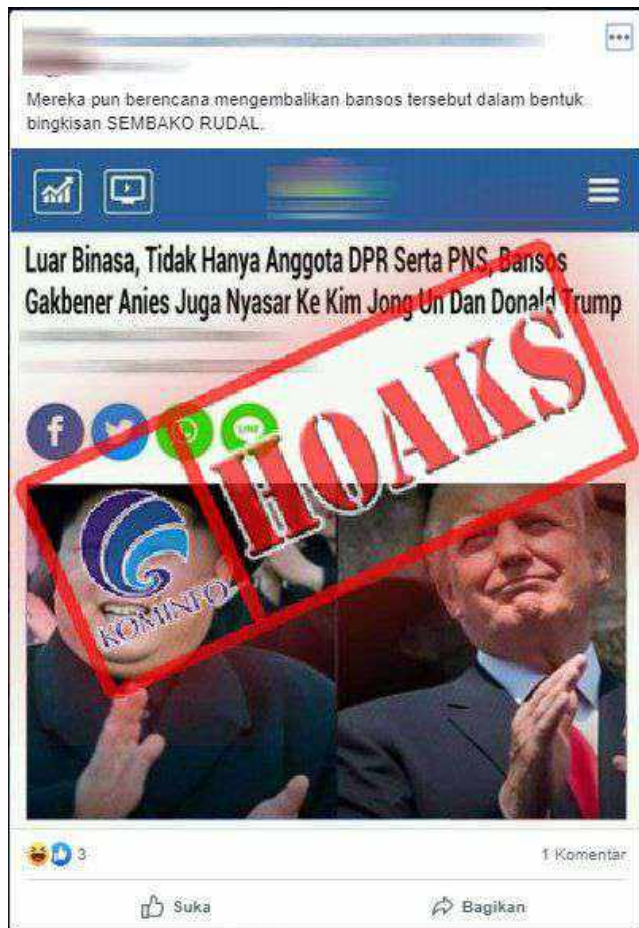 Mereka pun berencana mengembalikan bansos tersebut dalam bentuk
bingkisan SEMBAKO RUDAL.
Luar Binasa, Tidak Hanya Anggota DPR Serta PNS, Bansos
Gakbener Anies Juga Nyasar Ke Kim Jong Un Dan Donald Trump
f
LINE
HOAKS
KOMINFO
3
1 Komentar
Suka
Bagikan